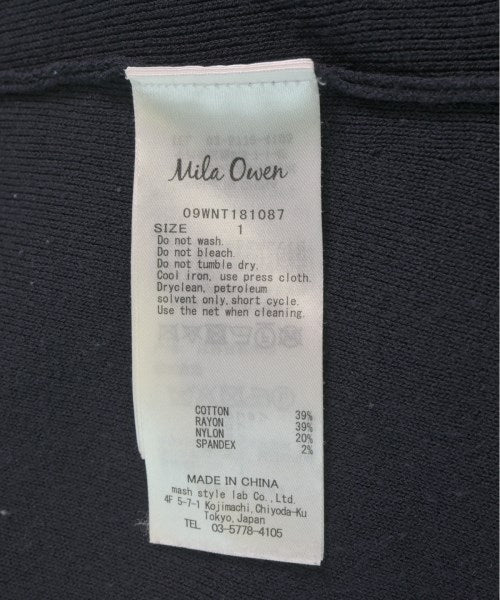 Mila Owen
09WNT181087
SIZE 1
Do not wash.
Do not bleach.
Do not tumble dry.
Cool iron, use press cloth.
Dryclean, petroleum
solvent only, short cycle.
Use the net when cleaning.
COTTON 39%
RAYON 39%
NYLON 20%
SPANDEX 2%
MADE IN CHINA
mash style lab Co., Ltd.
4F 5-7-1 Kojimachi, Chiyoda-Ku
Tokyo, Japan
TEL 03-5778-4105